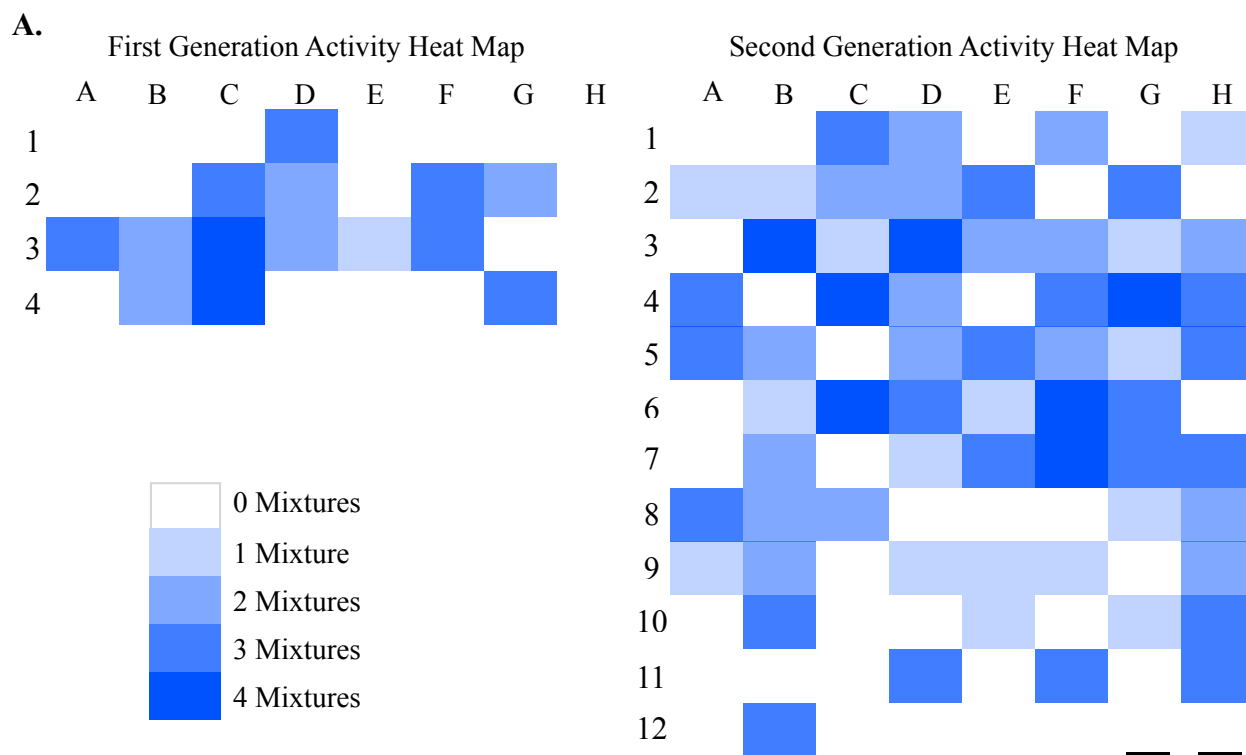 A.
First Generation Activity Heat Map
A B C D E F G H
1
2
3
4
0 Mixtures
1 Mixture
2 Mixtures
3 Mixtures
4 Mixtures
Second Generation Activity Heat Map
A B C D E F G H
1
2
3
4
5
6
7
8
9
10
11
12